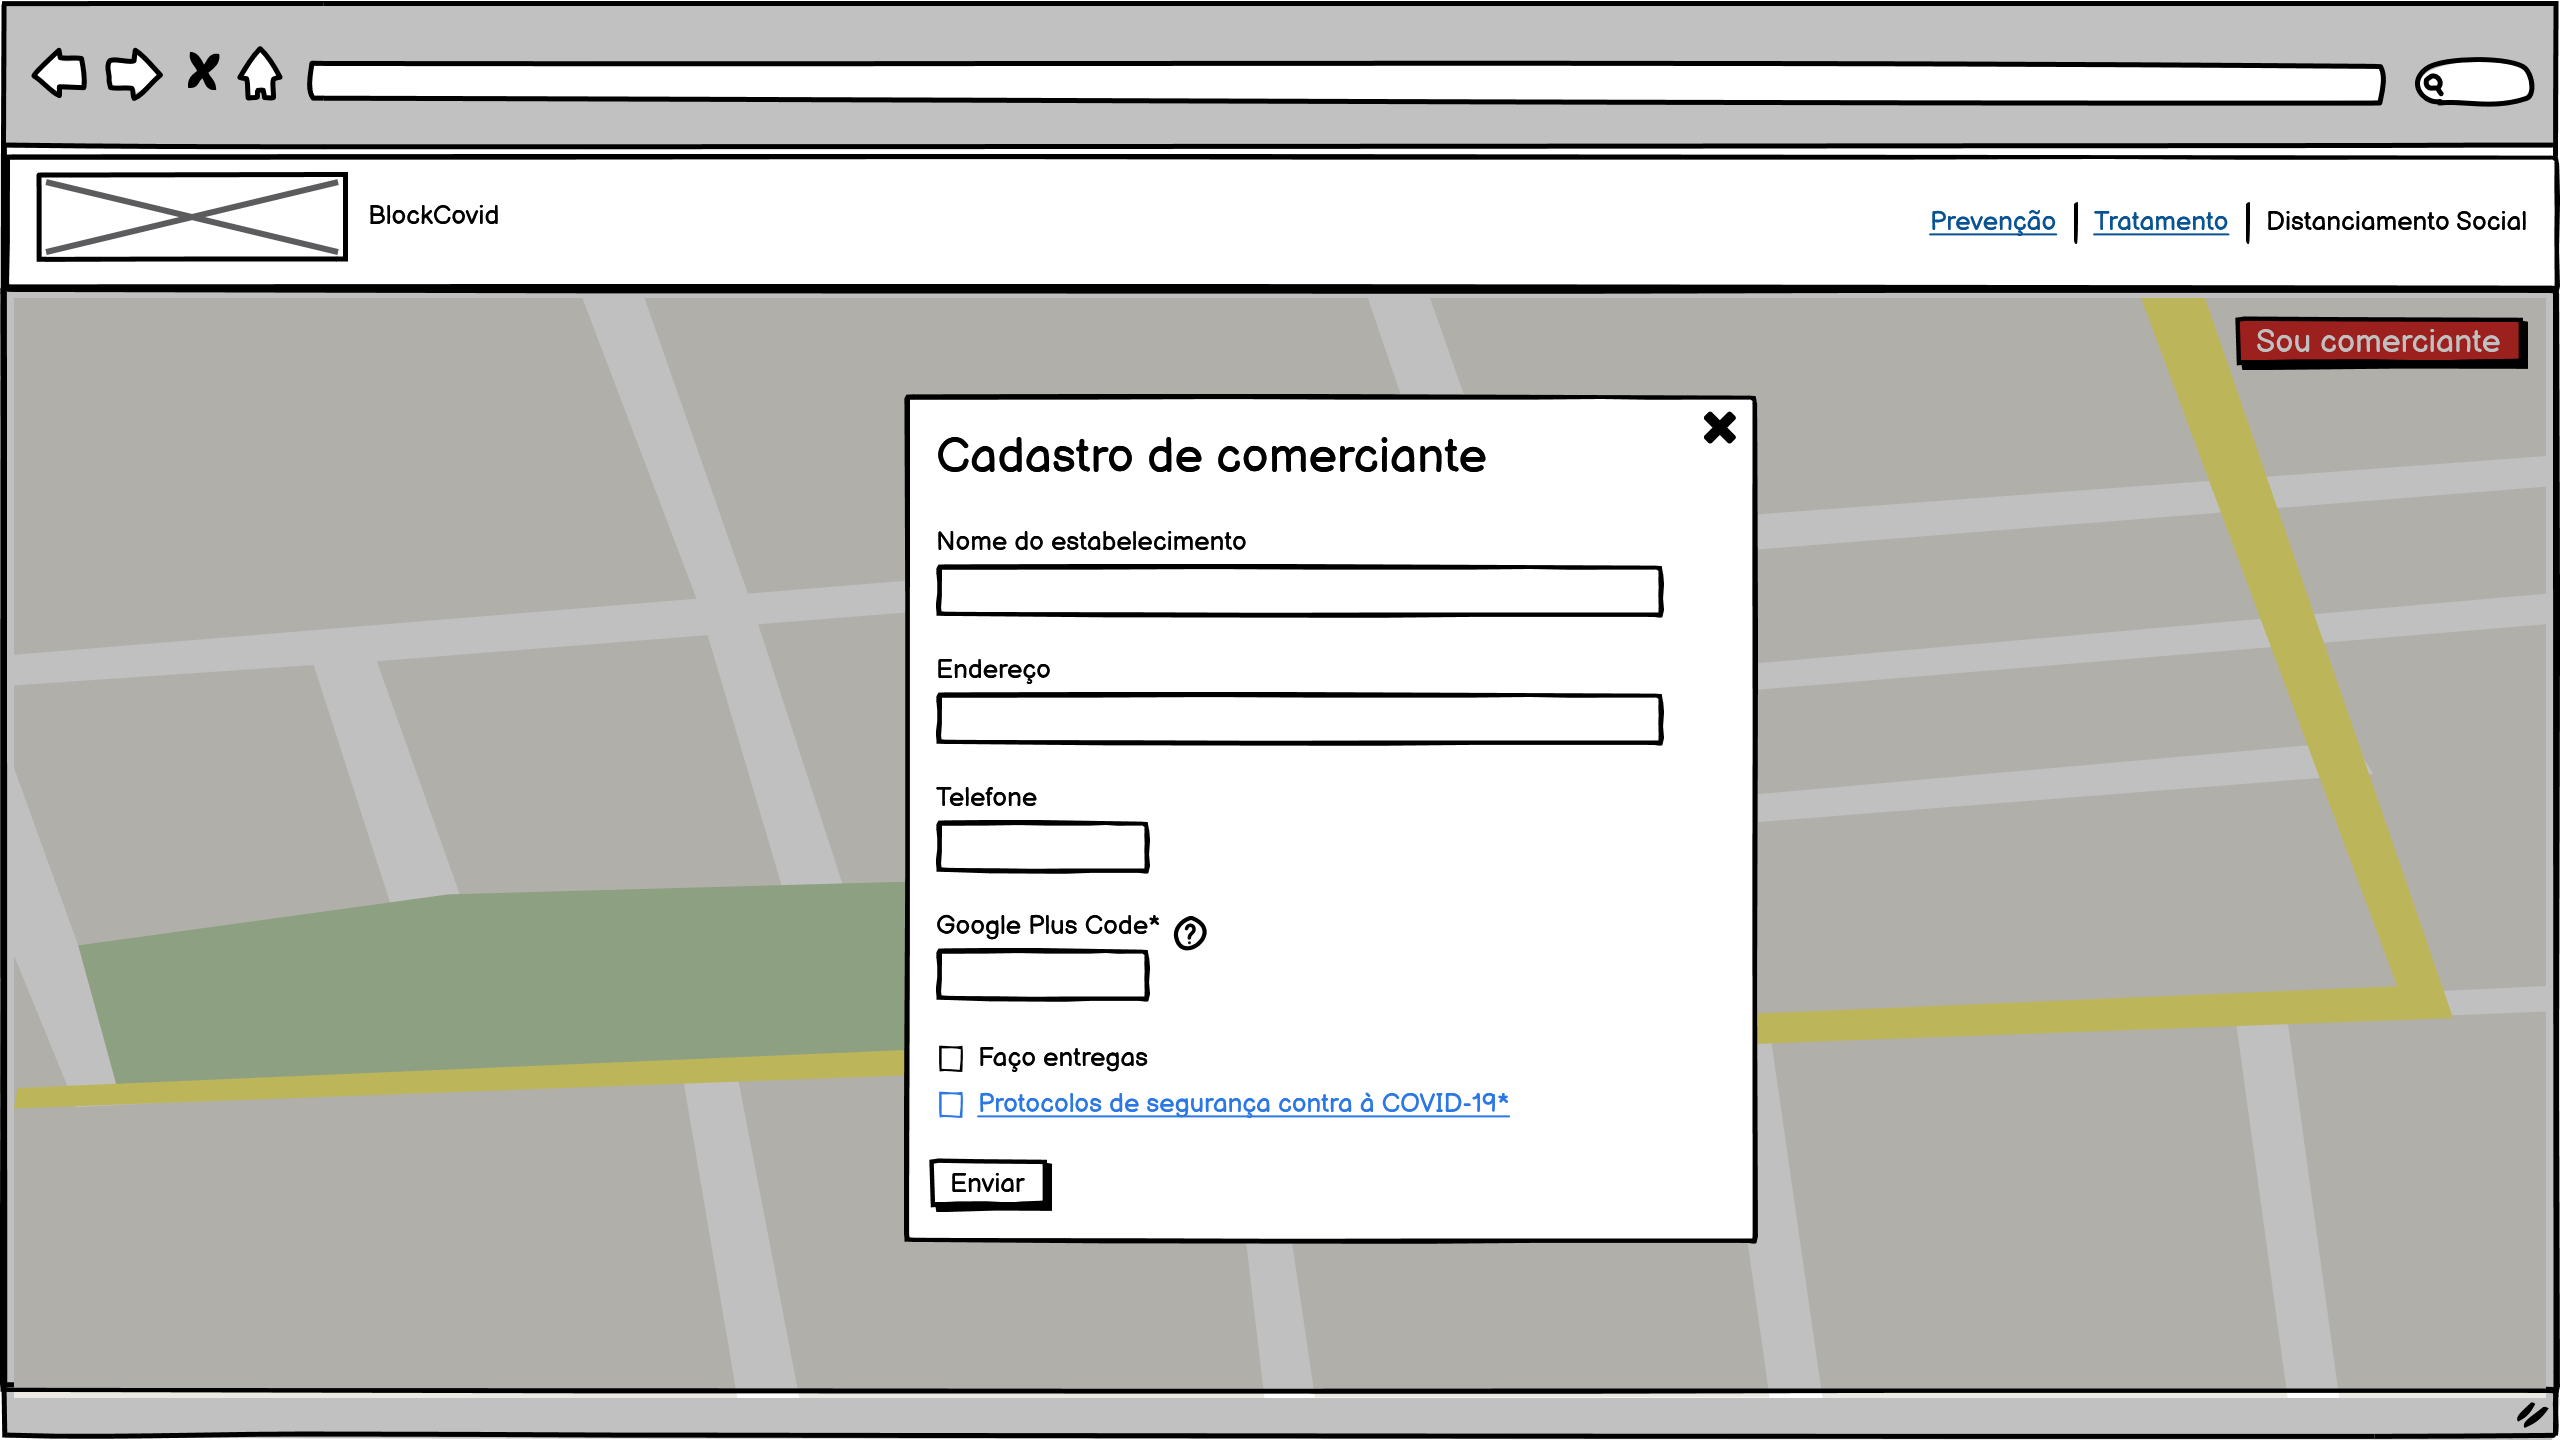 BlockCovid
Prevenção
Tratamento
Distanciamento Social
Sou comerciante
Cadastro de comerciante
Nome do estabelecimento
Endereço
Telefone
Google Plus Code* ?
Faço entregas
Protocolos de segurança contra à COVID-19*
Enviar